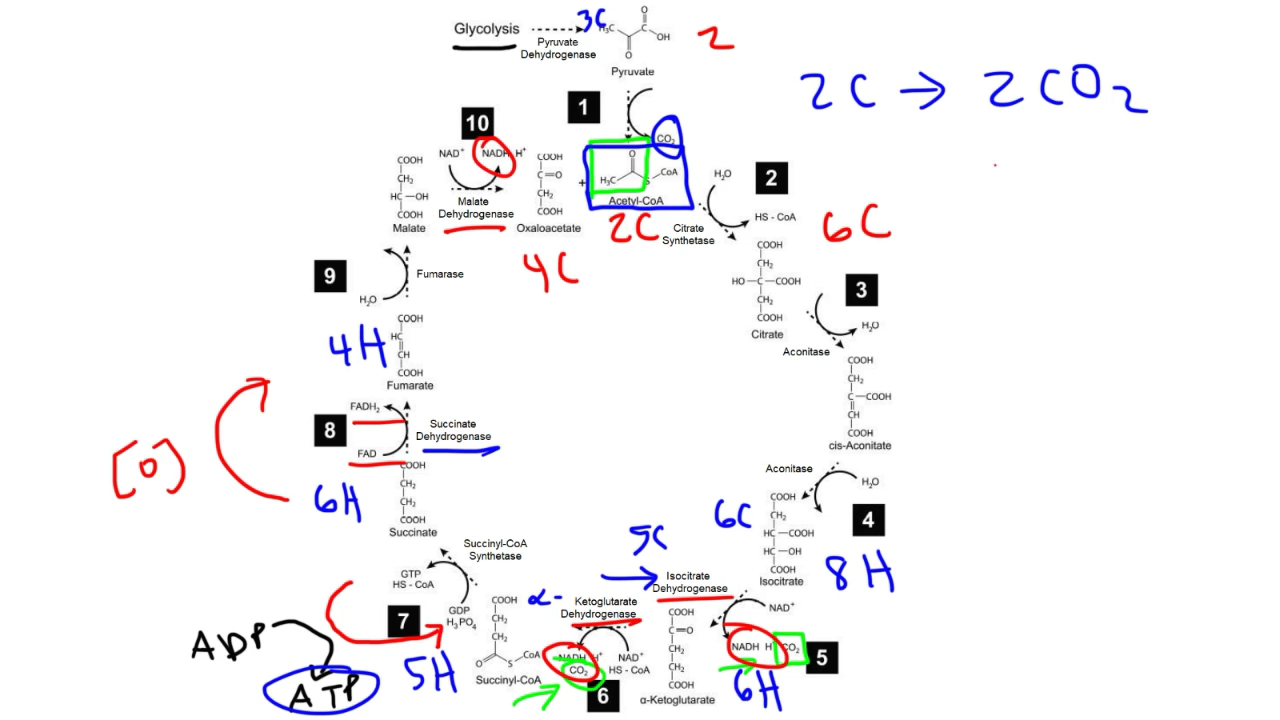 Glycolysis
Pyruvate
Dehydrogenase
3C
H₃C
O
OH
O
Pyruvate
2
2C → 2CO₂
1
CO₂
10
NAD⁺
NADH H⁺
COOH
CH₂
HC — OH
COOH
Malate
Malate
Dehydrogenase
COOH
C=O
CH₂
COOH
Oxaloacetate
4C
+
O
H₃C
S
CoA
Acetyl-CoA
2C
H₂O
2
HS - CoA
Citrate
Synthetase
6C
COOH
CH₂
HO — C — COOH
CH₂
COOH
Citrate
3
H₂O
Aconitase
COOH
CH₂
C — COOH
CH
COOH
cis-Aconitate
Aconitase
H₂O
4
6C
COOH
CH₂
HC — COOH
HC — OH
COOH
Isocitrate
8H
5C
Isocitrate
Dehydrogenase
NAD⁺
NADH H⁺
CO₂
5
6H
COOH
C=O
CH₂
CH₂
COOH
α-Ketoglutarate
α-
Ketoglutarate
Dehydrogenase
NADH H⁺
CO₂
NAD⁺
HS - CoA
6
COOH
CH₂
CH₂
C
O
S
CoA
Succinyl-CoA
5H
Succinyl-CoA
Synthetase
GTP
HS - CoA
GDP
H₃PO₄
7
ADP
ATP
COOH
CH₂
CH₂
COOH
Succinate
6H
[O]
8
FADH₂
FAD
Succinate
Dehydrogenase
4H
COOH
HC
CH
COOH
Fumarate
9
H₂O
Fumarase